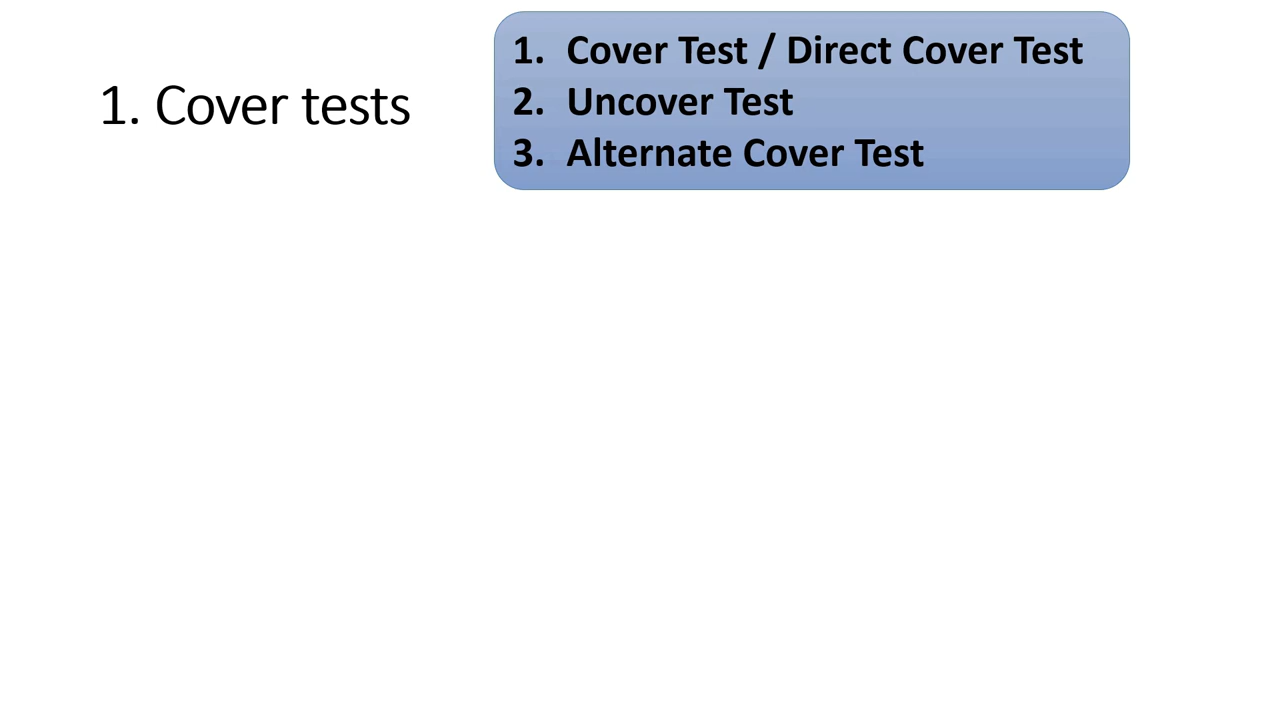 1. Cover tests
1. Cover Test / Direct Cover Test
2. Uncover Test
3. Alternate Cover Test